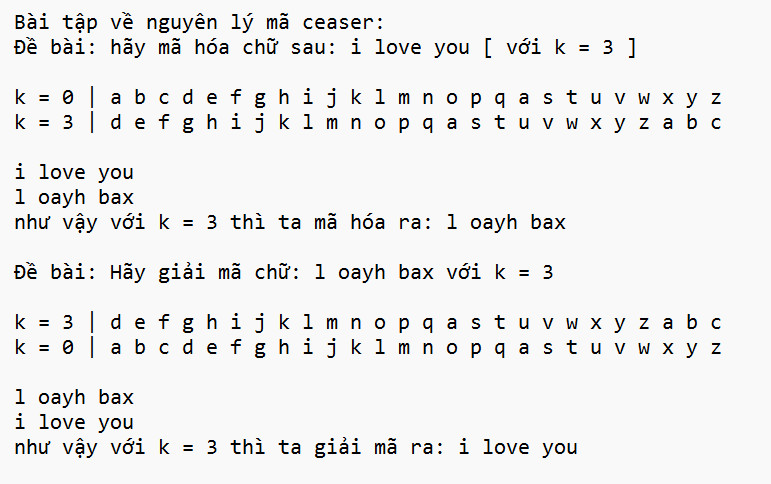 Bài tập về nguyên lý mã ceaser:
Đề bài: hãy mã hóa chữ sau: i love you [ với k = 3 ]
k = 0 | a b c d e f g h i j k l m n o p q a s t u v w x y z
k = 3 | d e f g h i j k l m n o p q a s t u v w x y z a b c
i love you
l oayh bax
như vậy với k = 3 thì ta mã hóa ra: l oayh bax
Đề bài: Hãy giải mã chữ: l oayh bax với k = 3
k = 3 | d e f g h i j k l m n o p q a s t u v w x y z a b c
k = 0 | a b c d e f g h i j k l m n o p q a s t u v w x y z
l oayh bax
i love you
như vậy với k = 3 thì ta giải mã ra: i love you